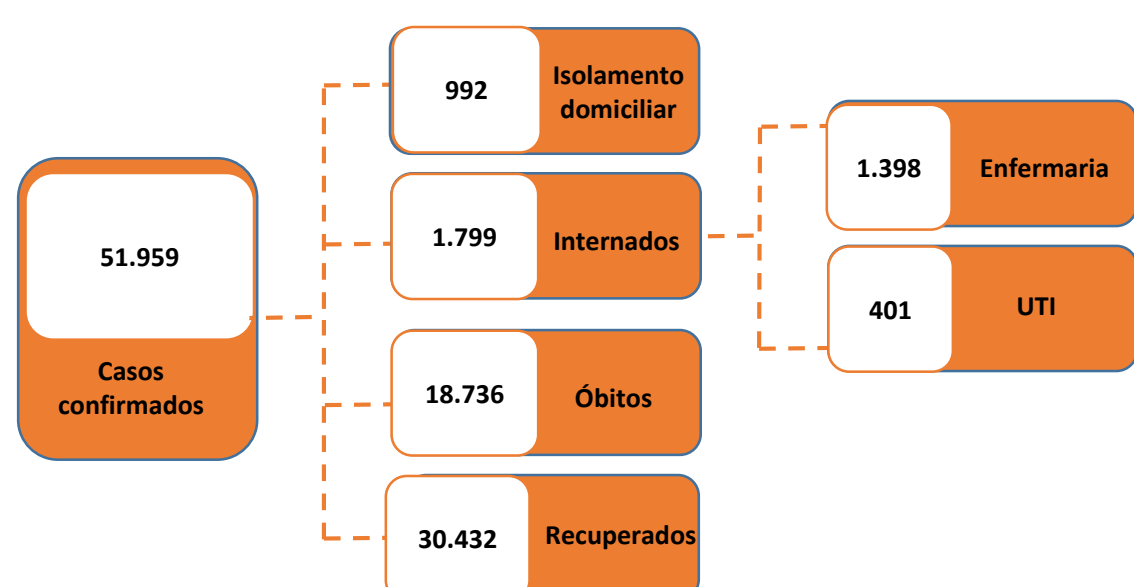 51.959
Casos
confirmados
992
Isolamento
domiciliar
1.799
Internados
18.736
Óbitos
30.432
Recuperados
1.398
Enfermaria
401
UTI